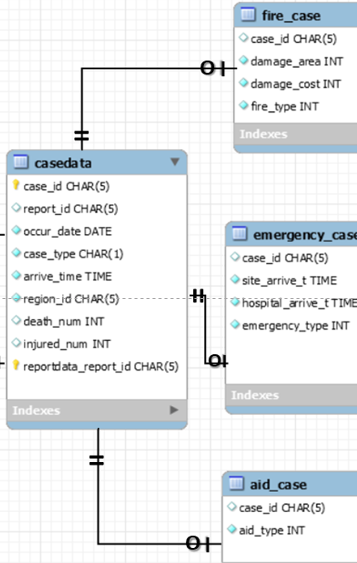 fire_case
case_id CHAR(5)
damage_area INT
damage_cost INT
fire_type INT
Indexes
casedata
case_id CHAR(5)
report_id CHAR(5)
occur_date DATE
case_type CHAR(1)
arrive_time TIME
region_id CHAR(5)
death_num INT
injured_num INT
reportdata_report_id CHAR(5)
Indexes
emergency_case
case_id CHAR(5)
site_arrive_t TIME
hospital_arrive_t TIME
emergency_type INT
Indexes
aid_case
case_id CHAR(5)
aid_type INT